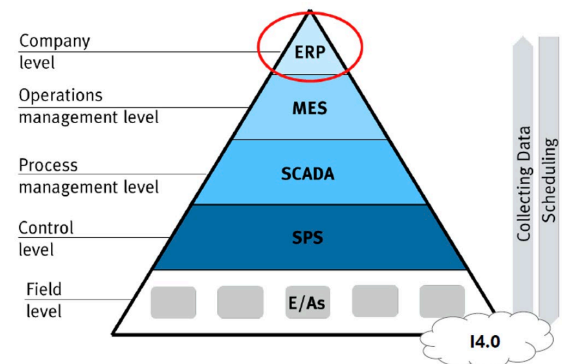 Company
level
ERP
Operations
management level
MES
Process
management level
SCADA
Control
level
SPS
Field
level
E/As
Collecting Data
Scheduling
I4.0